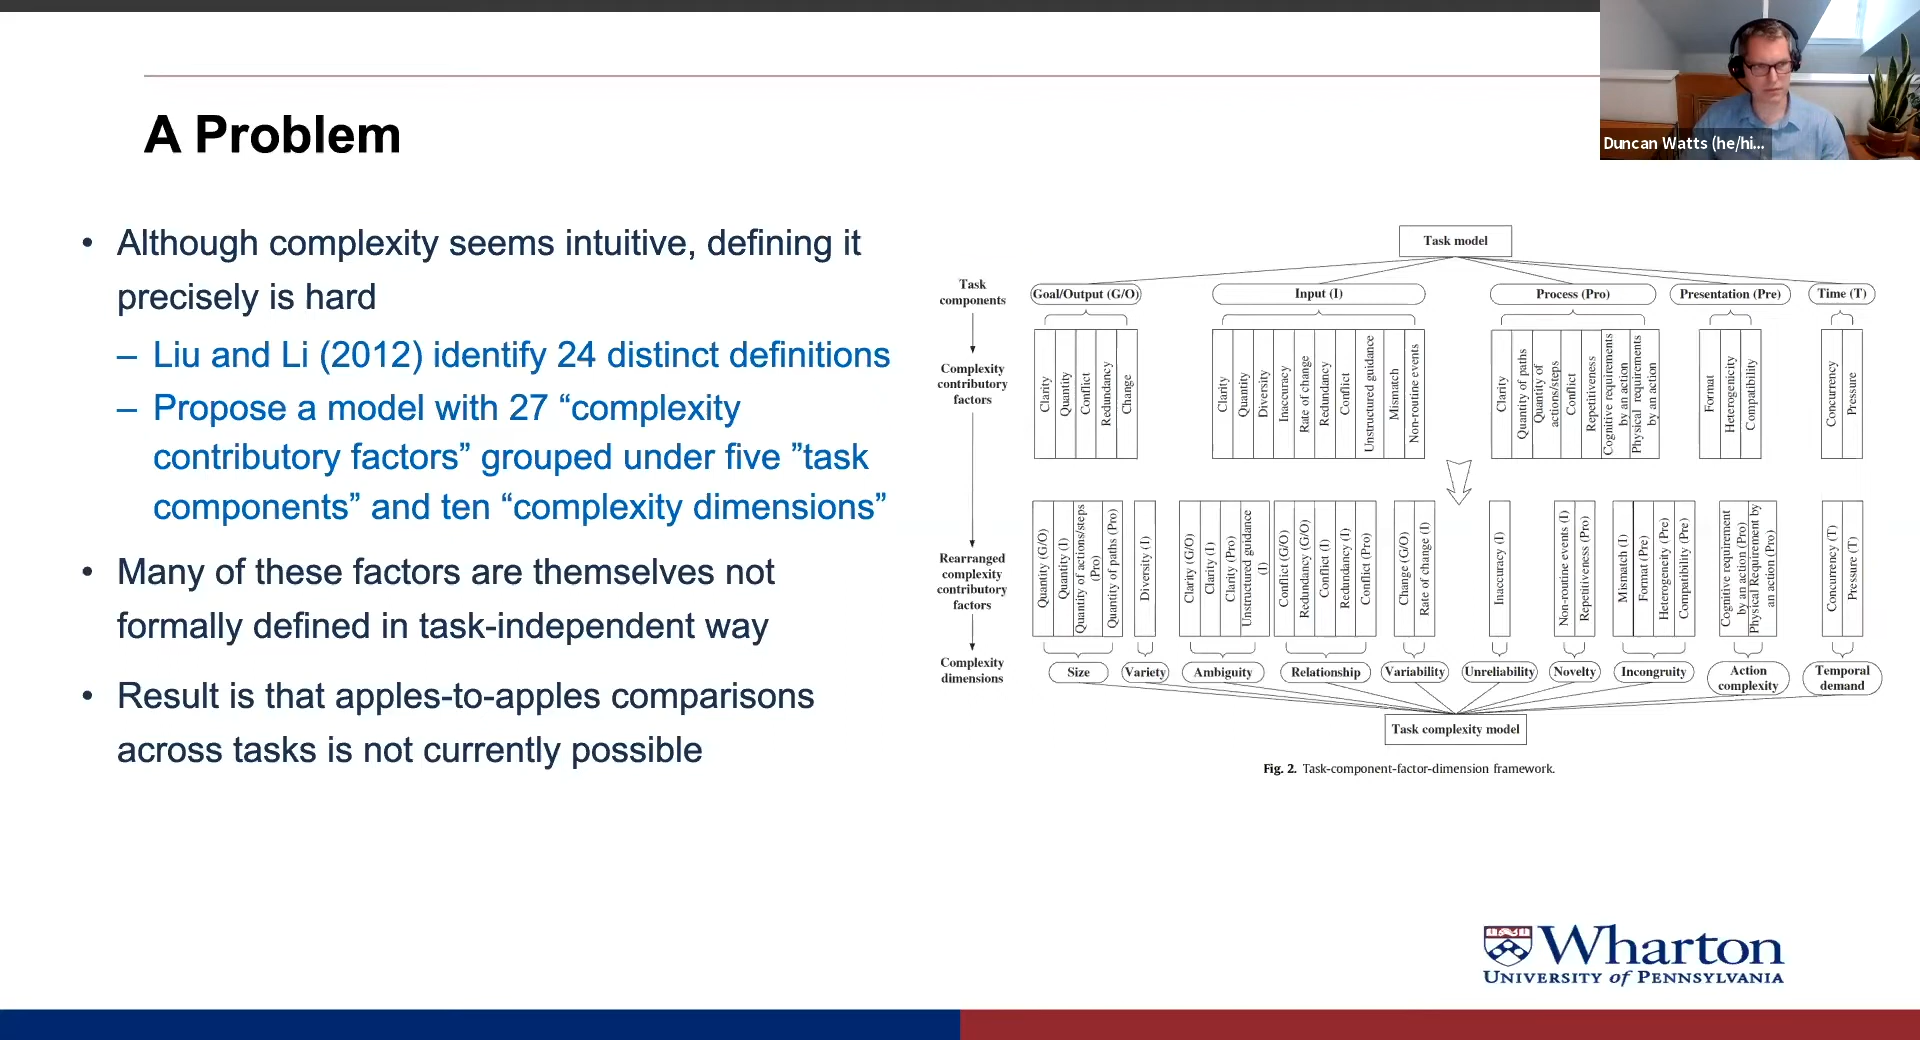 Duncan Watts (he/hi...
A Problem
• Although complexity seems intuitive, defining it
precisely is hard
– Liu and Li (2012) identify 24 distinct definitions
– Propose a model with 27 “complexity
contributory factors” grouped under five ”task
components” and ten “complexity dimensions”
• Many of these factors are themselves not
formally defined in task-independent way
• Result is that apples-to-apples comparisons
across tasks is not currently possible
Task model
Task
components
Goal/Output (G/O)
Input (I)
Process (Pro)
Presentation (Pre)
Time (T)
Complexity
contributory
factors
Clarity
Quantity
Conflict
Redundancy
Change
Clarity
Quantity
Diversity
Inaccuracy
Rate of change
Redundancy
Conflict
Unstructured guidance
Mismatch
Non-routine events
Clarity
Quantity of paths
Quantity of
actions/steps
Conflict
Repetitiveness
Cognitive requirements
by an action
Physical requirements
by an action
Format
Heterogenicity
Compatibility
Concurrency
Pressure
Rearranged
complexity
contributory
factors
Quantity (G/O)
Quantity (I)
Quantity of actions/steps
(Pro)
Quantity of paths (Pro)
Diversity (I)
Clarity (G/O)
Clarity (I)
Clarity (Pro)
Unstructured guidance
(I)
Conflict (G/O)
Redundancy (G/O)
Conflict (I)
Redundancy (I)
Conflict (Pro)
Change (G/O)
Rate of change (I)
Inaccuracy (I)
Non-routine events (I)
Repetitiveness (Pro)
Mismatch (I)
Format (Pre)
Heterogenicity (Pre)
Compatibility (Pre)
Cognitive requirement
by an action (Pro)
Physical Requirement by
an action (Pro)
Concurrency (T)
Pressure (T)
Complexity
dimensions
Size
Variety
Ambiguity
Relationship
Variability
Unreliability
Novelty
Incongruity
Action
complexity
Temporal
demand
Task complexity model
Fig. 2. Task-component-factor-dimension framework.
Wharton
UNIVERSITY of PENNSYLVANIA